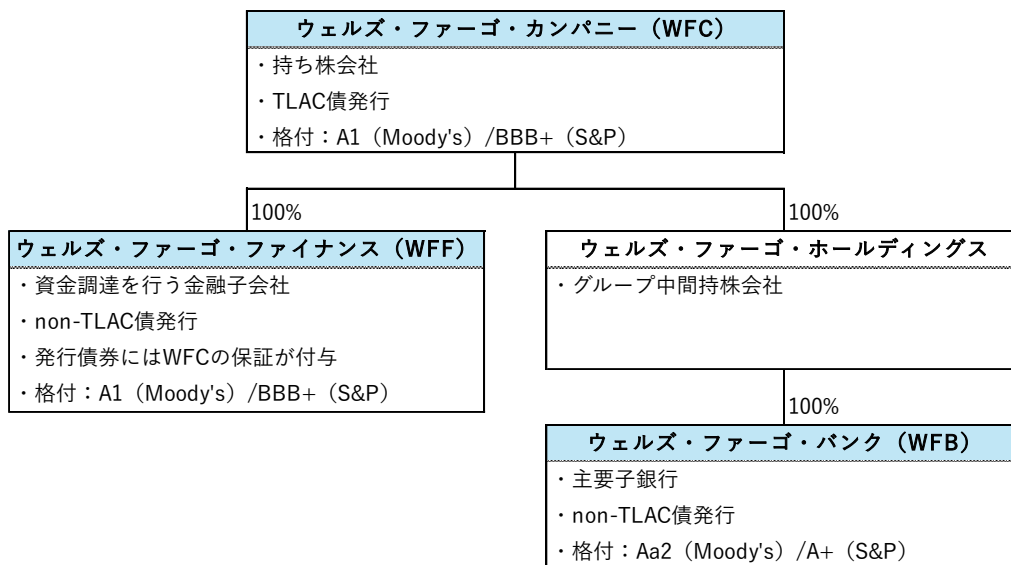 ウェルズ・ファーゴ・カンパニー（WFC）
・持ち株会社
・TLAC債発行
・格付：A1（Moody's）/BBB+（S&P）
100%
100%
ウェルズ・ファーゴ・ファイナンス（WFF）
・資金調達を行う金融子会社
・non-TLAC債発行
・発行債券にはWFCの保証が付与
・格付：A1（Moody's）/BBB+（S&P）
ウェルズ・ファーゴ・ホールディングス
・グループ中間持株会社
100%
ウェルズ・ファーゴ・バンク（WFB）
・主要子銀行
・non-TLAC債発行
・格付：Aa2（Moody's）/A+（S&P）